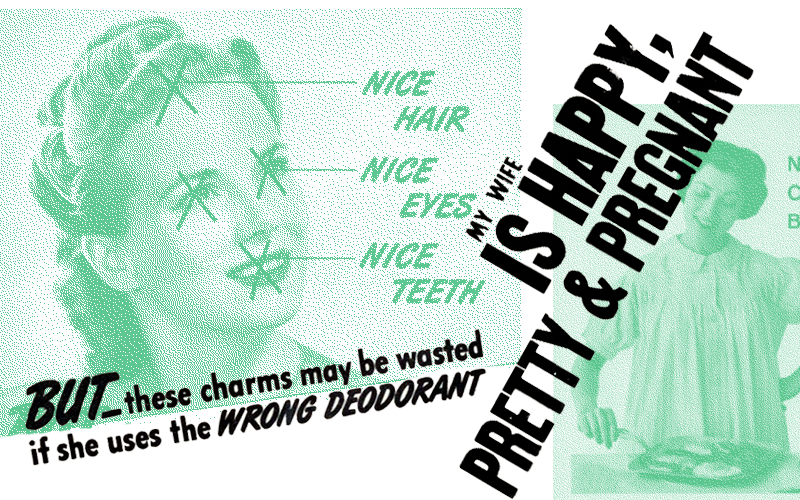 NICE
HAIR
NICE
EYES
NICE
TEETH
BUT— these charms may be wasted
if she uses the WRONG DEODORANT
MY WIFE
IS HAPPY,
PRETTY & PREGNANT
N
C
B